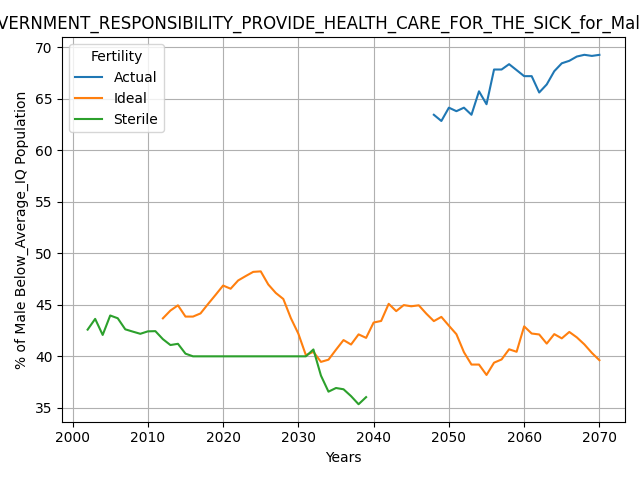 VERNMENT_RESPONSIBILITY_PROVIDE_HEALTH_CARE_FOR_THE_SICK_for_Mal
Fertility
Actual
Ideal
Sterile
% of Male Below_Average_IQ Population
70
65
60
55
50
45
40
35
2000 2010 2020 2030 2040 2050 2060 2070
Years